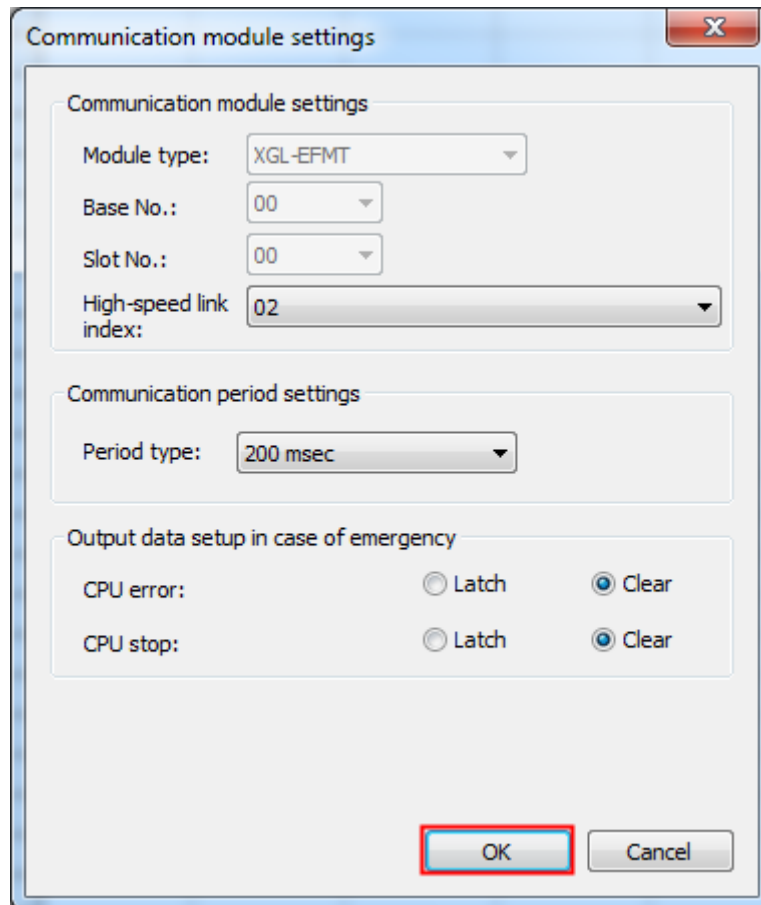 Communication module settings
Communication module settings
Module type: XGL-EFMT
Base No.: 00
Slot No.: 00
High-speed link
index: 02
Communication period settings
Period type: 200 msec
Output data setup in case of emergency
CPU error: Latch Clear
CPU stop: Latch Clear
OK Cancel